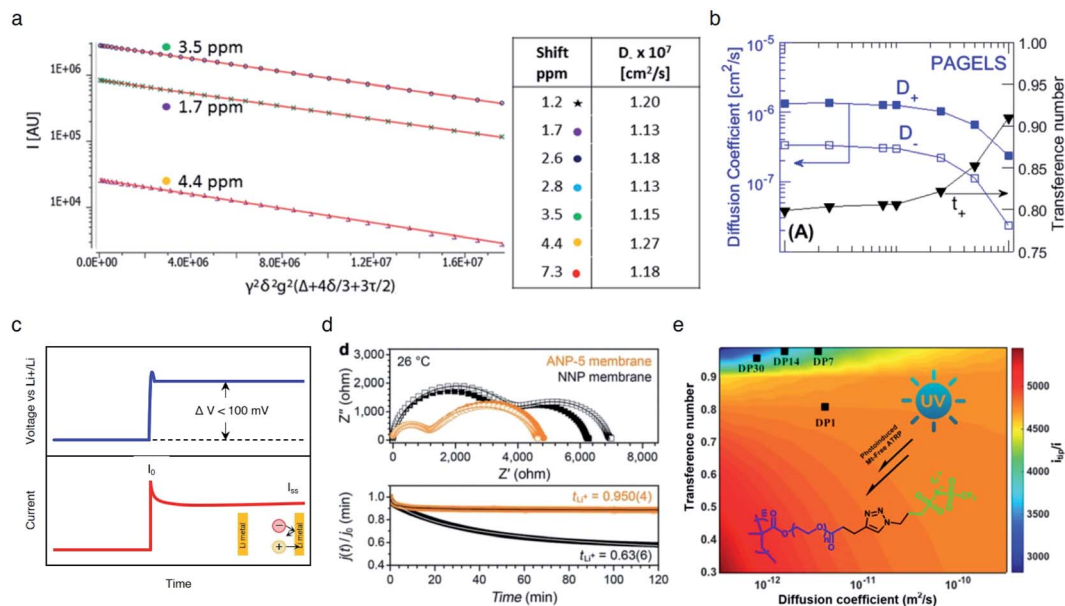 a
3.5 ppm
1.7 ppm
4.4 ppm
I [AU]
1E+06
1E+05
1E+04
0.0E+00
4.0E+06
8.0E+06
1.2E+07
1.6E+07
γ²δ²g²(Δ+4δ/3+3τ/2)
Shift ppm D_ x 10⁷ [cm²/s]
1.2 1.20
1.7 1.13
2.6 1.18
2.8 1.13
3.5 1.15
4.4 1.27
7.3 1.18
b
PAGELS
Diffusion Coefficient [cm²/s]
10⁻⁵
10⁻⁶
10⁻⁷
D₊
D₋
t₊
(A)
Transference number
1.00
0.95
0.90
0.85
0.80
0.75
c
Voltage vs Li+/Li
Δ V < 100 mV
Current
I₀
Iss
Li metal
Li metal
Time
d
d
26 °C
ANP-5 membrane
NNP membrane
Z" (ohm)
3,000
2,000
1,000
0
0 2,000 4,000 6,000 8,000
Z' (ohm)
j(t) / j₀
1.0
0.8
0.6
0.4
tLi⁺ = 0.950(4)
tLi⁺ = 0.63(6)
0 20 40 60 80 100 120
Time (min)
e
Transference number
0.9
0.8
0.7
0.6
0.5
0.4
0.3
DP30
DP14
DP7
DP1
UV
Photoinduced
Mt-Free ATRP
10⁻¹²
10⁻¹¹
10⁻¹⁰
Diffusion coefficient (m²/s)
5000
4500
4000
3500
3000
itip/i